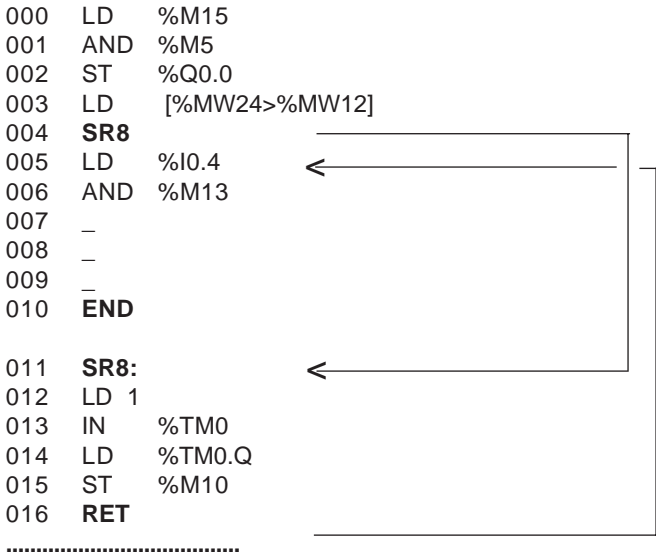 000 LD %M15
001 AND %M5
002 ST %Q0.0
003 LD [%MW24>%MW12]
004 SR8
005 LD %I0.4
006 AND %M13
007 _
008 _
009 _
010 END
011 SR8:
012 LD 1
013 IN %TM0
014 LD %TM0.Q
015 ST %M10
016 RET
.......................................